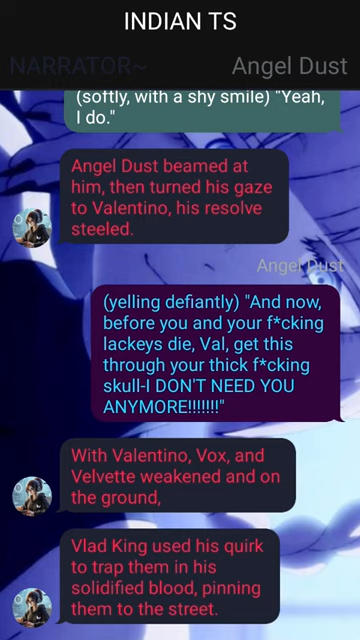 INDIAN TS
NARRATOR~ Angel Dust
(softly, with a shy smile) "Yeah,
I do."
Angel Dust beamed at
him, then turned his gaze
to Valentino, his resolve
steeled.
Angel Dust
(yelling defiantly) "And now,
before you and your f*cking
lackeys die, Val, get this
through your thick f*cking
skull-I DON'T NEED YOU
ANYMORE!!!!!!!"
With Valentino, Vox, and
Velvette weakened and on
the ground,
Vlad King used his quirk
to trap them in his
solidified blood, pinning
them to the street.